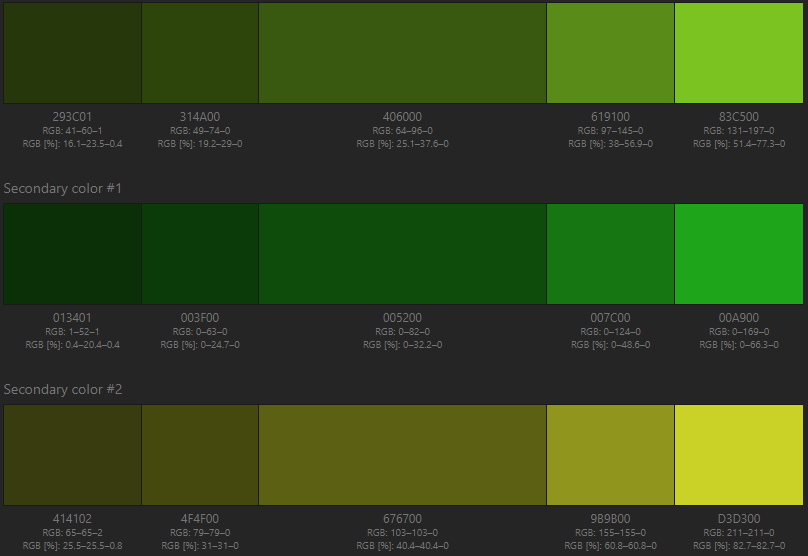 293C01 314A00 406000 619100 83C500
RGB: 41–60–1 RGB: 49–74–0 RGB: 64–96–0 RGB: 97–145–0 RGB: 131–197–0
RGB [%]: 16.1–23.5–0.4 RGB [%]: 19.2–29–0 RGB [%]: 25.1–37.6–0 RGB [%]: 38–56.9–0 RGB [%]: 51.4–77.3–0
Secondary color #1
013401 003F00 005200 007C00 00A900
RGB: 1–52–1 RGB: 0–63–0 RGB: 0–82–0 RGB: 0–124–0 RGB: 0–169–0
RGB [%]: 0.4–20.4–0.4 RGB [%]: 0–24.7–0 RGB [%]: 0–32.2–0 RGB [%]: 0–48.6–0 RGB [%]: 0–66.3–0
Secondary color #2
414102 4F4F00 676700 9B9B00 D3D300
RGB: 65–65–2 RGB: 79–79–0 RGB: 103–103–0 RGB: 155–155–0 RGB: 211–211–0
RGB [%]: 25.5–25.5–0.8 RGB [%]: 31–31–0 RGB [%]: 40.4–40.4–0 RGB [%]: 60.8–60.8–0 RGB [%]: 82.7–82.7–0